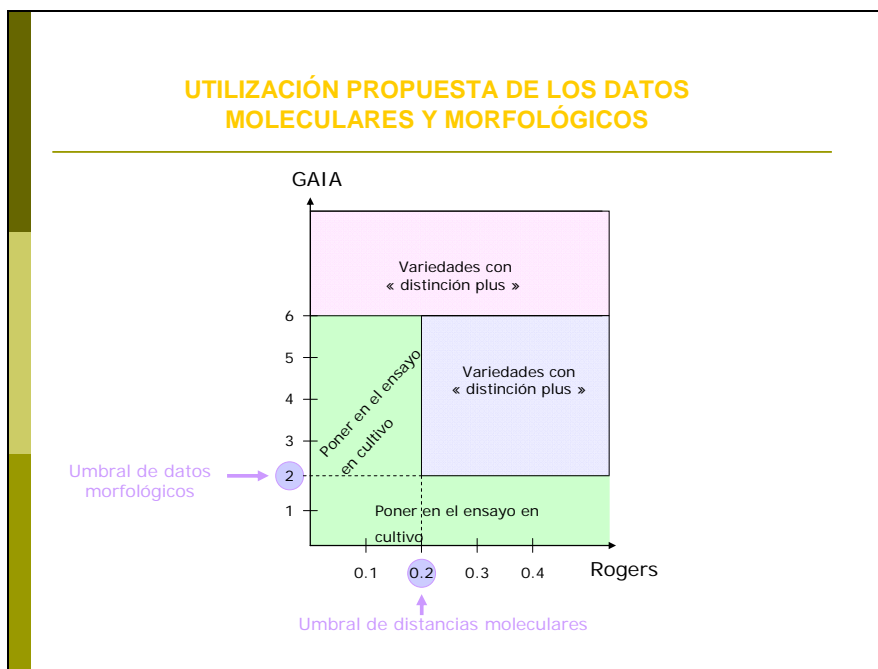 UTILIZACIÓN PROPUESTA DE LOS DATOS
MOLECULARES Y MORFOLÓGICOS
GAIA
Variedades con
« distinción plus »
6
5
4
3
2
1
Poner en el ensayo
en cultivo
Variedades con
« distinción plus »
Umbral de datos
morfológicos
Poner en el ensayo en
cultivo
0.1 0.2 0.3 0.4 Rogers
Umbral de distancias moleculares